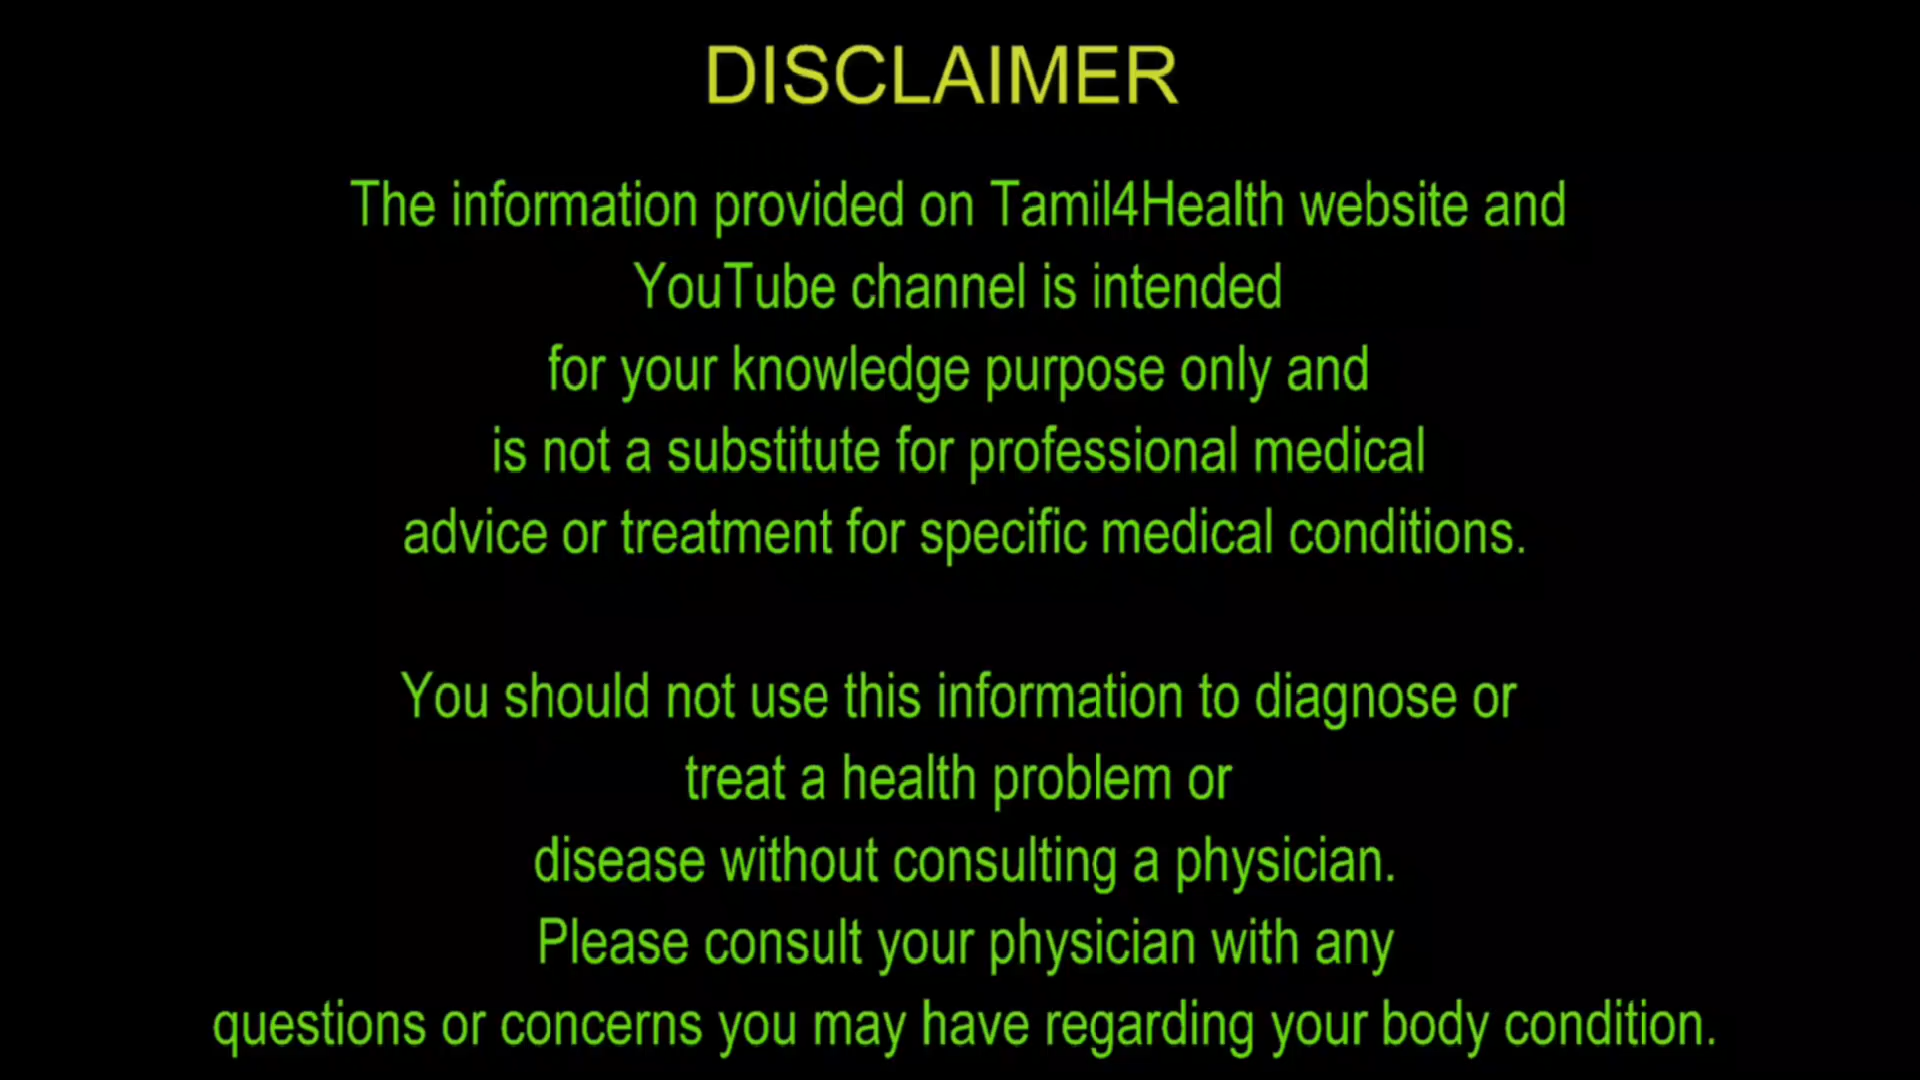 DISCLAIMER
The information provided on Tamil4Health website and
YouTube channel is intended
for your knowledge purpose only and
is not a substitute for professional medical
advice or treatment for specific medical conditions.
You should not use this information to diagnose or
treat a health problem or
disease without consulting a physician.
Please consult your physician with any
questions or concerns you may have regarding your body condition.